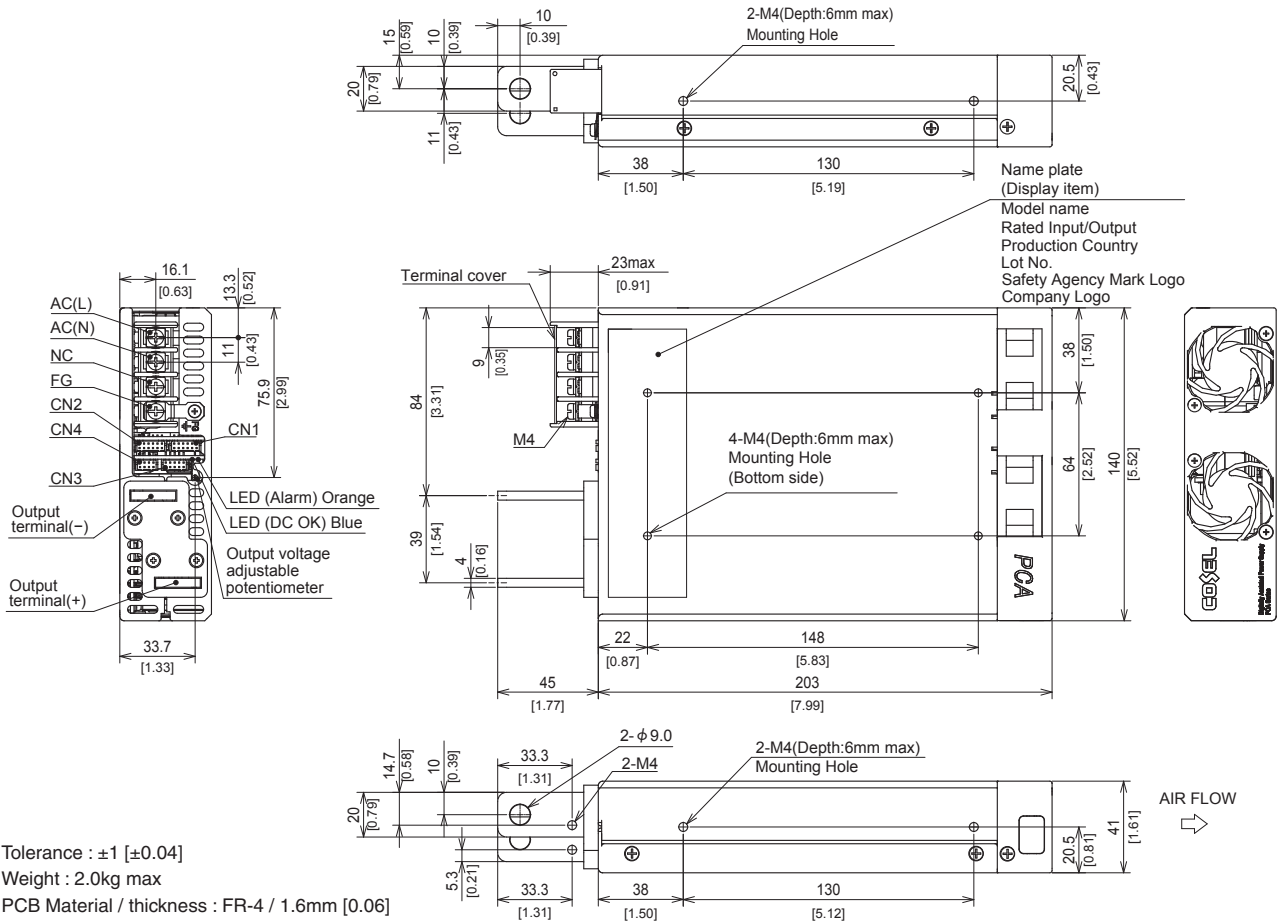 10
[0.39]
15
[0.59]
10
[0.39]
20
[0.79]
11
[0.43]
2-M4(Depth:6mm max)
Mounting Hole
20.5
[0.43]
38
[1.50]
130
[5.19]
Name plate
(Display item)
Model name
Rated Input/Output
Production Country
Lot No.
Safety Agency Mark Logo
Company Logo
16.1
[0.63]
13.3
[0.52]
AC(L)
AC(N)
NC
FG
CN2
CN4
CN3
CN1
11
[0.43]
75.9
[2.99]
FG
LED (Alarm) Orange
LED (DC OK) Blue
Output
terminal(−)
Output voltage
adjustable
potentiometer
Output
terminal(+)
33.7
[1.33]
Terminal cover
23max
[0.91]
9
[0.35]
84
[3.31]
M4
39
[1.54]
4
[0.16]
4-M4(Depth:6mm max)
Mounting Hole
(Bottom side)
38
[1.50]
64
[2.52]
140
[5.52]
PCA
22
[0.87]
148
[5.83]
45
[1.77]
203
[7.99]
COSEL
Digitally Assisted Power Supply
PCA Series
14.7
[0.58]
10
[0.39]
20
[0.79]
33.3
[1.31]
2-φ9.0
2-M4
2-M4(Depth:6mm max)
Mounting Hole
5.3
[0.21]
33.3
[1.31]
38
[1.50]
130
[5.12]
20.5
[0.81]
41
[1.61]
AIR FLOW
Tolerance : ±1 [±0.04]
Weight : 2.0kg max
PCB Material / thickness : FR-4 / 1.6mm [0.06]